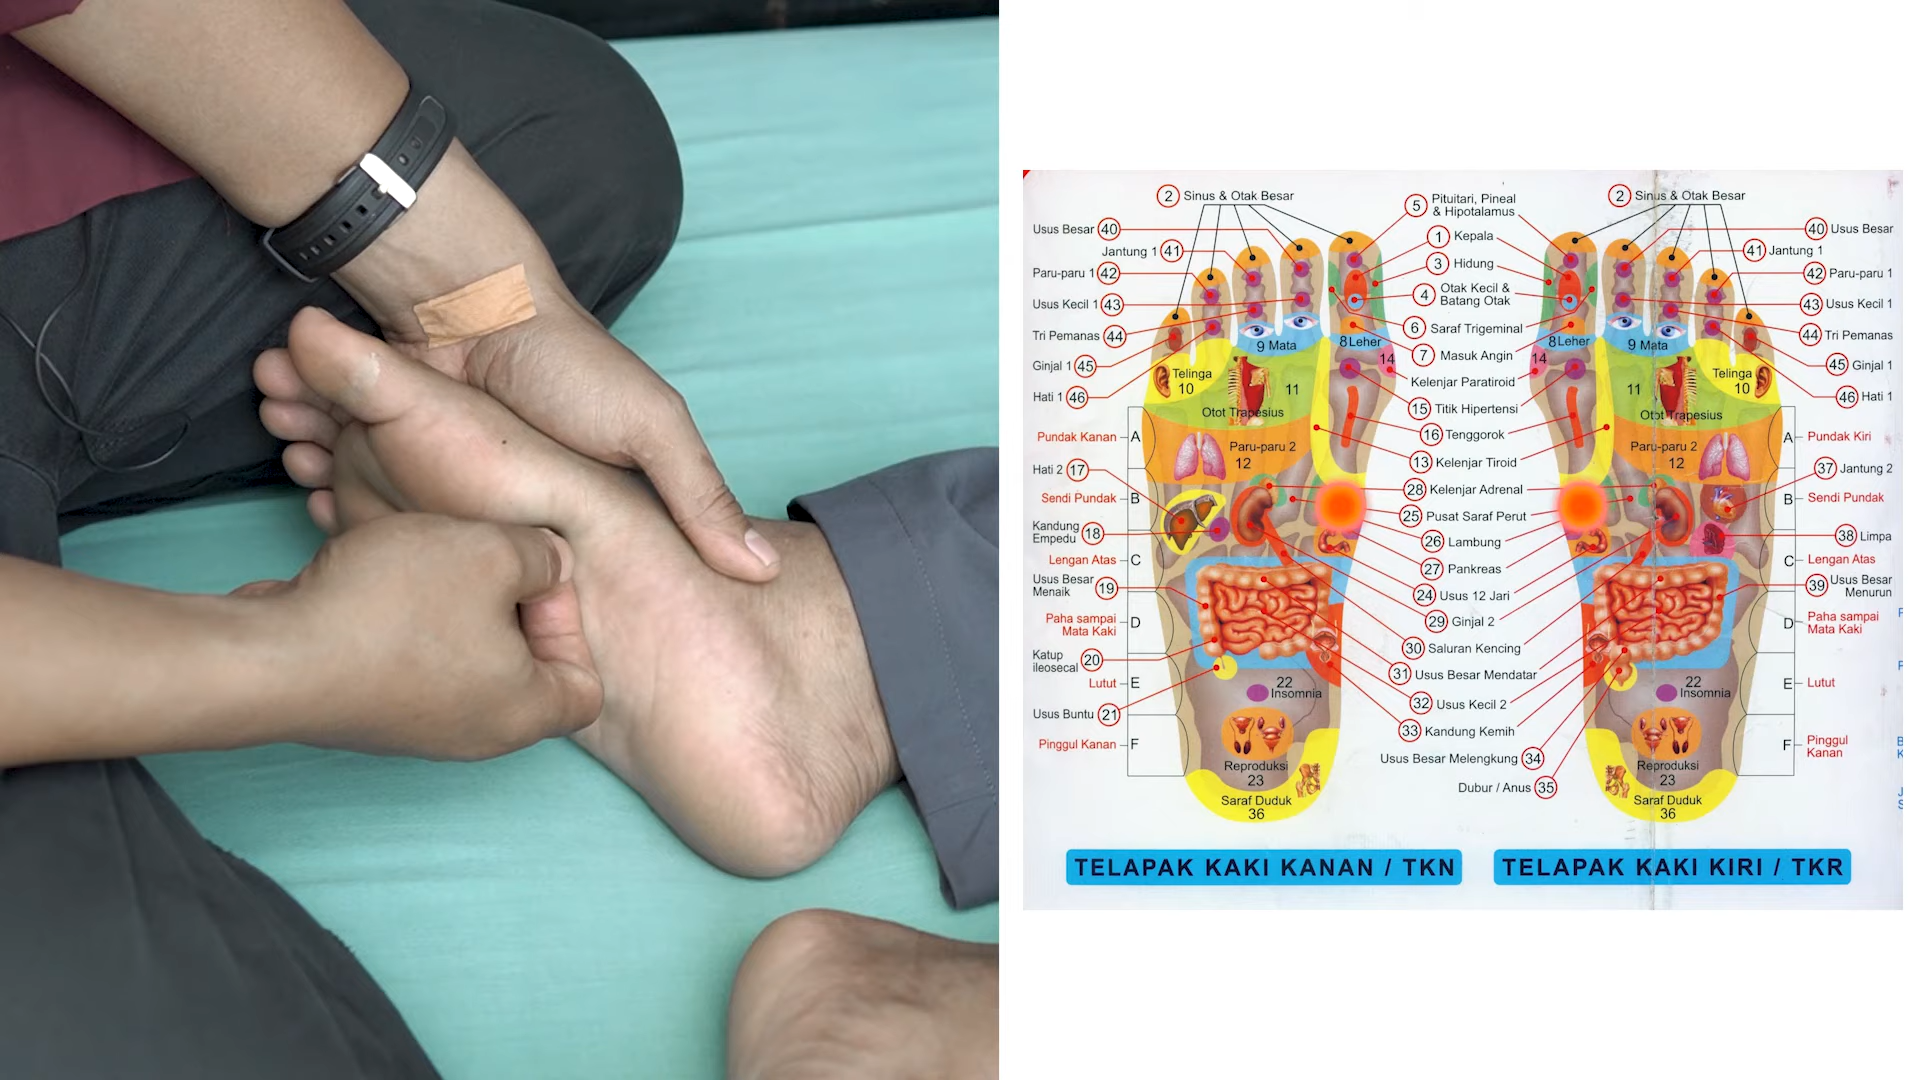 2 Sinus & Otak Besar
Usus Besar 40
Jantung 1 41
Paru-paru 1 42
Usus Kecil 1 43
Tri Pemanas 44
Ginjal 1 45
Hati 1 46
Pundak Kanan A
Hati 2 17
Sendi Pundak B
Kandung
Empedu 18
Lengan Atas C
Usus Besar
Menaik 19
Paha sampai
Mata Kaki D
Katup
ileosecal 20
Lutut E
Usus Buntu 21
Pinggul Kanan F
9 Mata
8 Leher
14
Telinga
10
11
Otot Trapesius
Paru-paru 2
12
22
Insomnia
Reproduksi
23
Saraf Duduk
36
5 Pituitari, Pineal
& Hipotalamus
1 Kepala
3 Hidung
4 Otak Kecil &
Batang Otak
6 Saraf Trigeminal
7 Masuk Angin
Kelenjar Paratiroid
15 Titik Hipertensi
16 Tenggorok
13 Kelenjar Tiroid
28 Kelenjar Adrenal
25 Pusat Saraf Perut
26 Lambung
27 Pankreas
24 Usus 12 Jari
29 Ginjal 2
30 Saluran Kencing
31 Usus Besar Mendatar
32 Usus Kecil 2
33 Kandung Kemih
Usus Besar Melengkung 34
Dubur / Anus 35
2 Sinus & Otak Besar
40 Usus Besar
41 Jantung 1
42 Paru-paru 1
43 Usus Kecil 1
44 Tri Pemanas
45 Ginjal 1
46 Hati 1
8 Leher
9 Mata
14
Telinga
10
11
Otot Trapesius
Paru-paru 2
12
22
Insomnia
Reproduksi
23
Saraf Duduk
36
A Pundak Kiri
37 Jantung 2
B Sendi Pundak
38 Limpa
C Lengan Atas
39 Usus Besar
Menurun
D Paha sampai
Mata Kaki
E Lutut
F Pinggul
Kanan
TELAPAK KAKI KANAN / TKN
TELAPAK KAKI KIRI / TKR